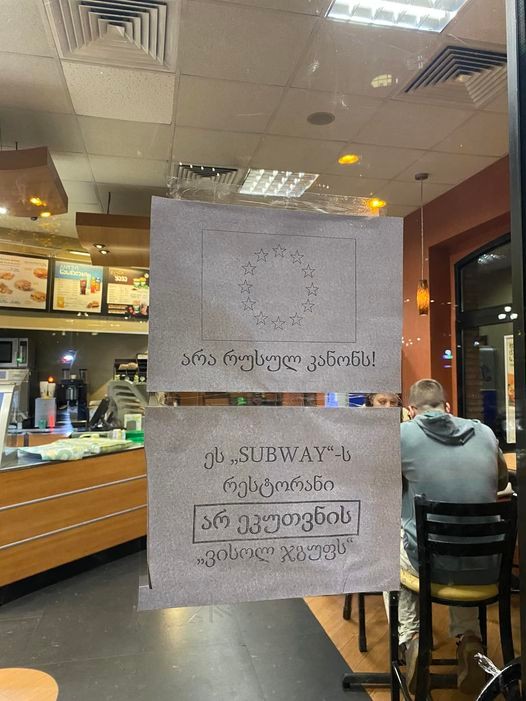 არა რუსულ კანონს!
ეს „SUBWAY“-ს
რესტორანი
არ ეკუთვნის
„ვისოლ ჯგუფს“